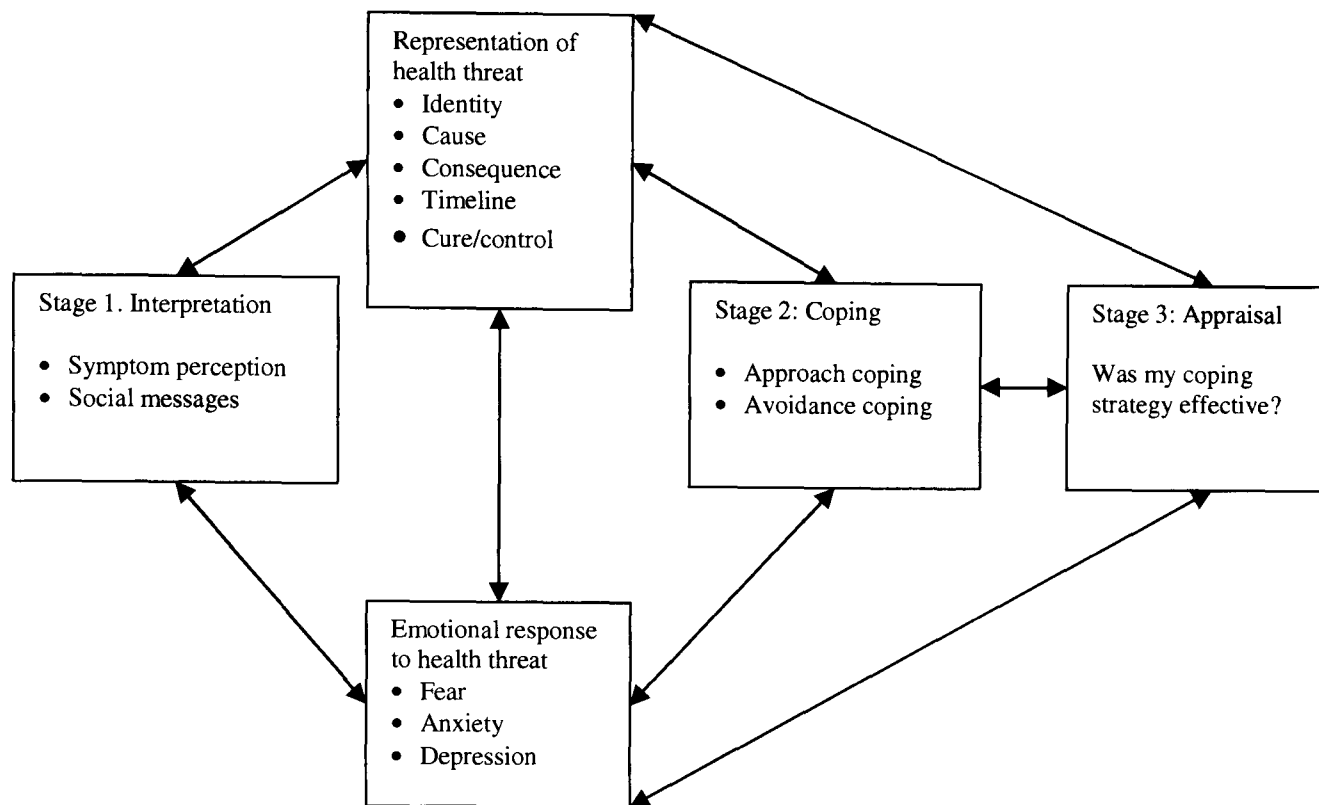 Representation of
health threat
• Identity
• Cause
• Consequence
• Timeline
• Cure/control
Stage 1. Interpretation
• Symptom perception
• Social messages
Stage 2: Coping
• Approach coping
• Avoidance coping
Stage 3: Appraisal
Was my coping
strategy effective?
Emotional response
to health threat
• Fear
• Anxiety
• Depression